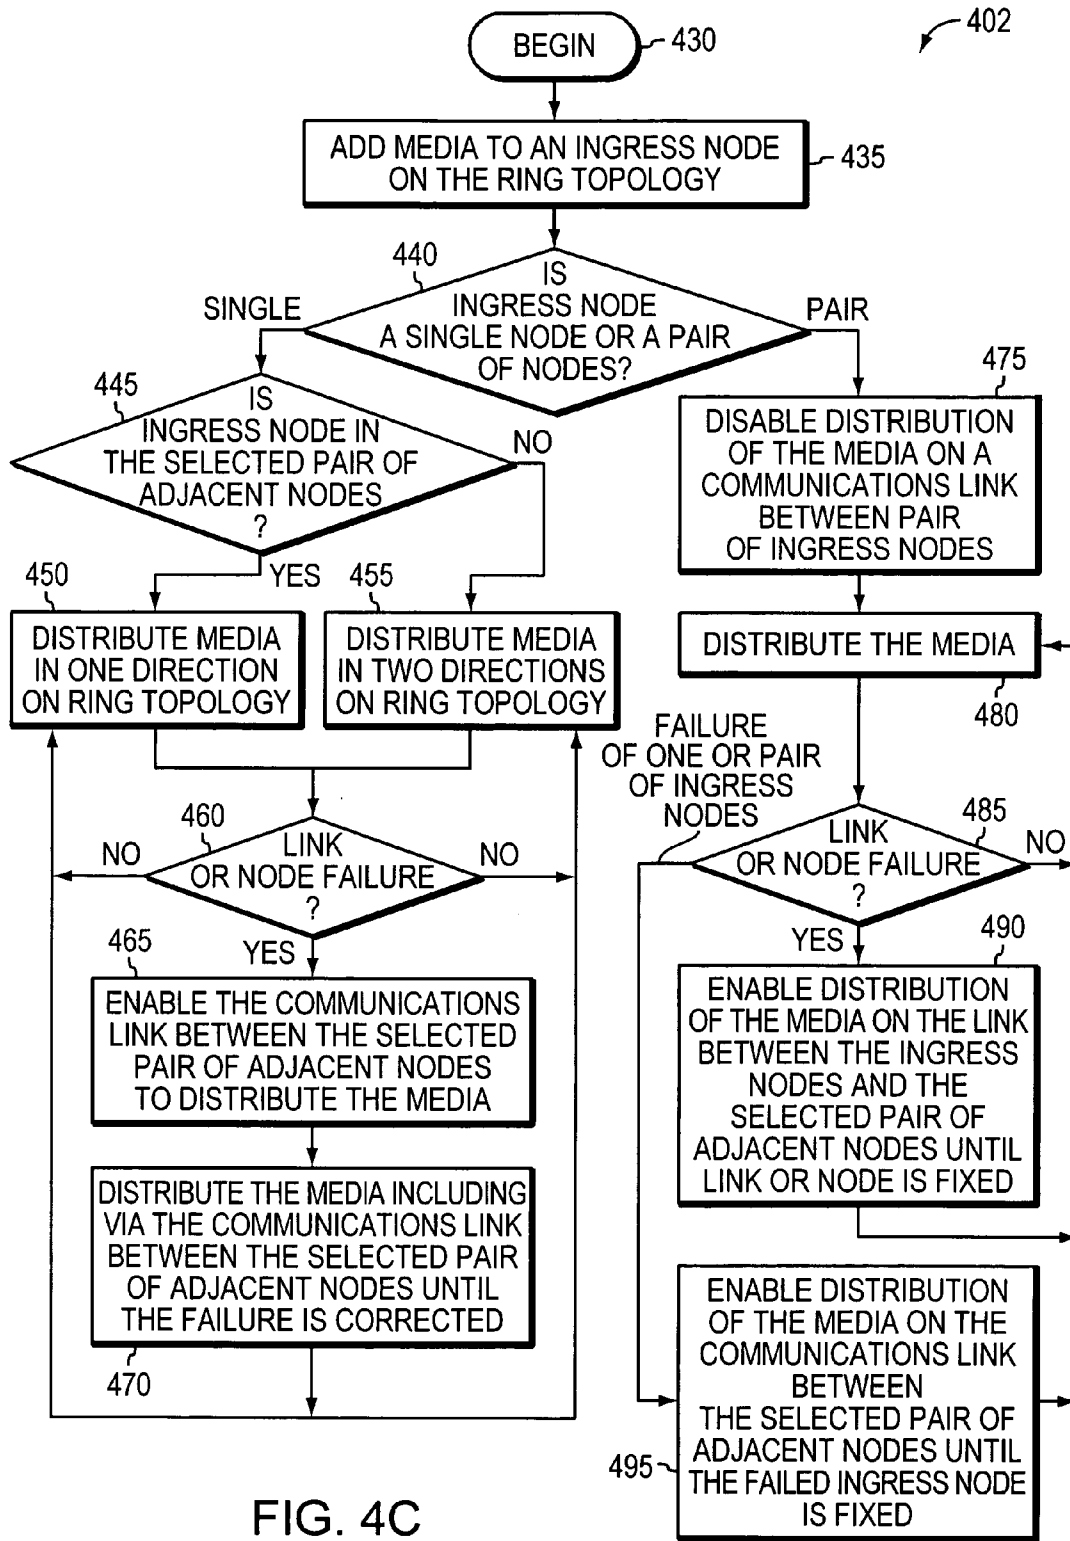 402
BEGIN
430
ADD MEDIA TO AN INGRESS NODE
ON THE RING TOPOLOGY
435
440
IS
INGRESS NODE
A SINGLE NODE OR A PAIR
OF NODES?
SINGLE
PAIR
445
IS
INGRESS NODE IN
THE SELECTED PAIR OF
ADJACENT NODES
?
NO
YES
450
DISTRIBUTE MEDIA
IN ONE DIRECTION
ON RING TOPOLOGY
455
DISTRIBUTE MEDIA
IN TWO DIRECTIONS
ON RING TOPOLOGY
460
LINK
OR NODE FAILURE
?
NO
NO
YES
465
ENABLE THE COMMUNICATIONS
LINK BETWEEN THE SELECTED
PAIR OF ADJACENT NODES
TO DISTRIBUTE THE MEDIA
DISTRIBUTE THE MEDIA INCLUDING
VIA THE COMMUNICATIONS LINK
BETWEEN THE SELECTED PAIR
OF ADJACENT NODES UNTIL
THE FAILURE IS CORRECTED
470
475
DISABLE DISTRIBUTION
OF THE MEDIA ON A
COMMUNICATIONS LINK
BETWEEN PAIR
OF INGRESS NODES
DISTRIBUTE THE MEDIA
480
FAILURE
OF ONE OR PAIR
OF INGRESS
NODES
485
LINK
OR NODE FAILURE
?
NO
YES
490
ENABLE DISTRIBUTION
OF THE MEDIA ON THE LINK
BETWEEN THE INGRESS
NODES AND THE
SELECTED PAIR OF
ADJACENT NODES UNTIL
LINK OR NODE IS FIXED
ENABLE DISTRIBUTION
OF THE MEDIA ON THE
COMMUNICATIONS LINK
BETWEEN
THE SELECTED PAIR OF
ADJACENT NODES UNTIL
THE FAILED INGRESS NODE
IS FIXED
495
FIG. 4C